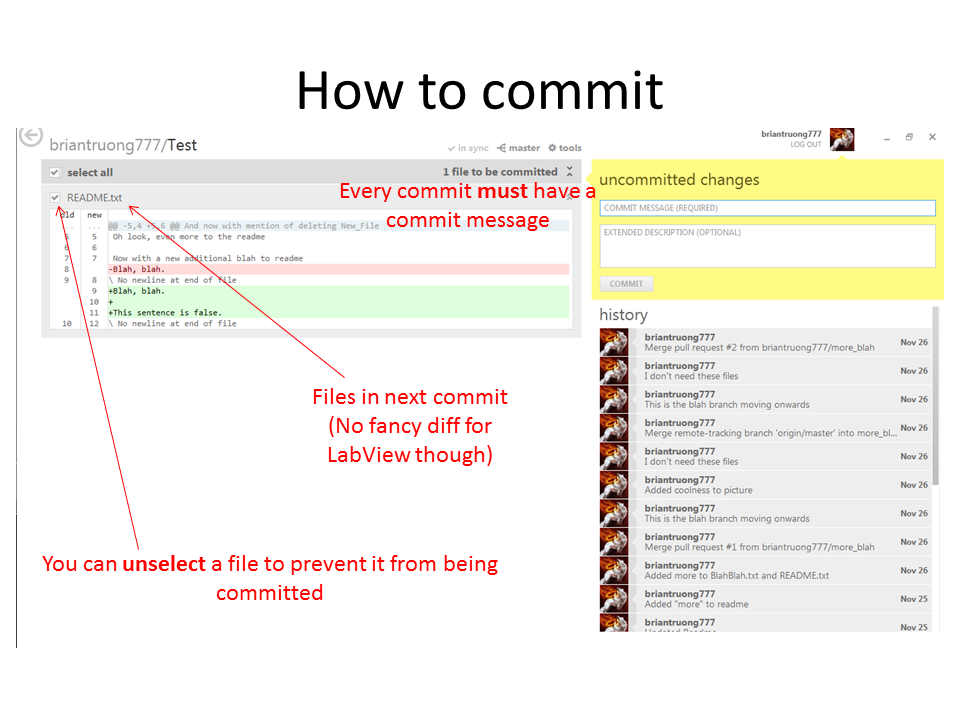 How to commit
briantruong777/Test
in sync master tools
briantruong777
LOG OUT
select all 1 file to be committed
README.txt
Every commit must have a
commit message
old new
... ... @@ -5,4 +5,6 @@ And now with mention of deleting New_File
5 5 Oh look, even more to the readme
6 6
7 7 Now with a new additional blah to readme
8 -Blah, blah.
9 8 \ No newline at end of file
9 +Blah, blah.
10 +
11 +This sentence is false.
10 12 \ No newline at end of file
uncommitted changes
COMMIT MESSAGE (REQUIRED)
EXTENDED DESCRIPTION (OPTIONAL)
COMMIT
history
briantruong777
Merge pull request #2 from briantruong777/more_blah Nov 26
briantruong777
I don't need these files Nov 26
briantruong777
This is the blah branch moving onwards Nov 26
briantruong777
Merge remote-tracking branch 'origin/master' into more_bl... Nov 26
briantruong777
I don't need these files Nov 26
briantruong777
Added coolness to picture Nov 26
briantruong777
This is the blah branch moving onwards Nov 26
briantruong777
Merge pull request #1 from briantruong777/more_blah Nov 26
briantruong777
Added more to BlahBlah.txt and README.txt Nov 26
briantruong777
Added "more" to readme Nov 25
briantruong777
Updated Readme Nov 25
Files in next commit
(No fancy diff for
LabView though)
You can unselect a file to prevent it from being
committed